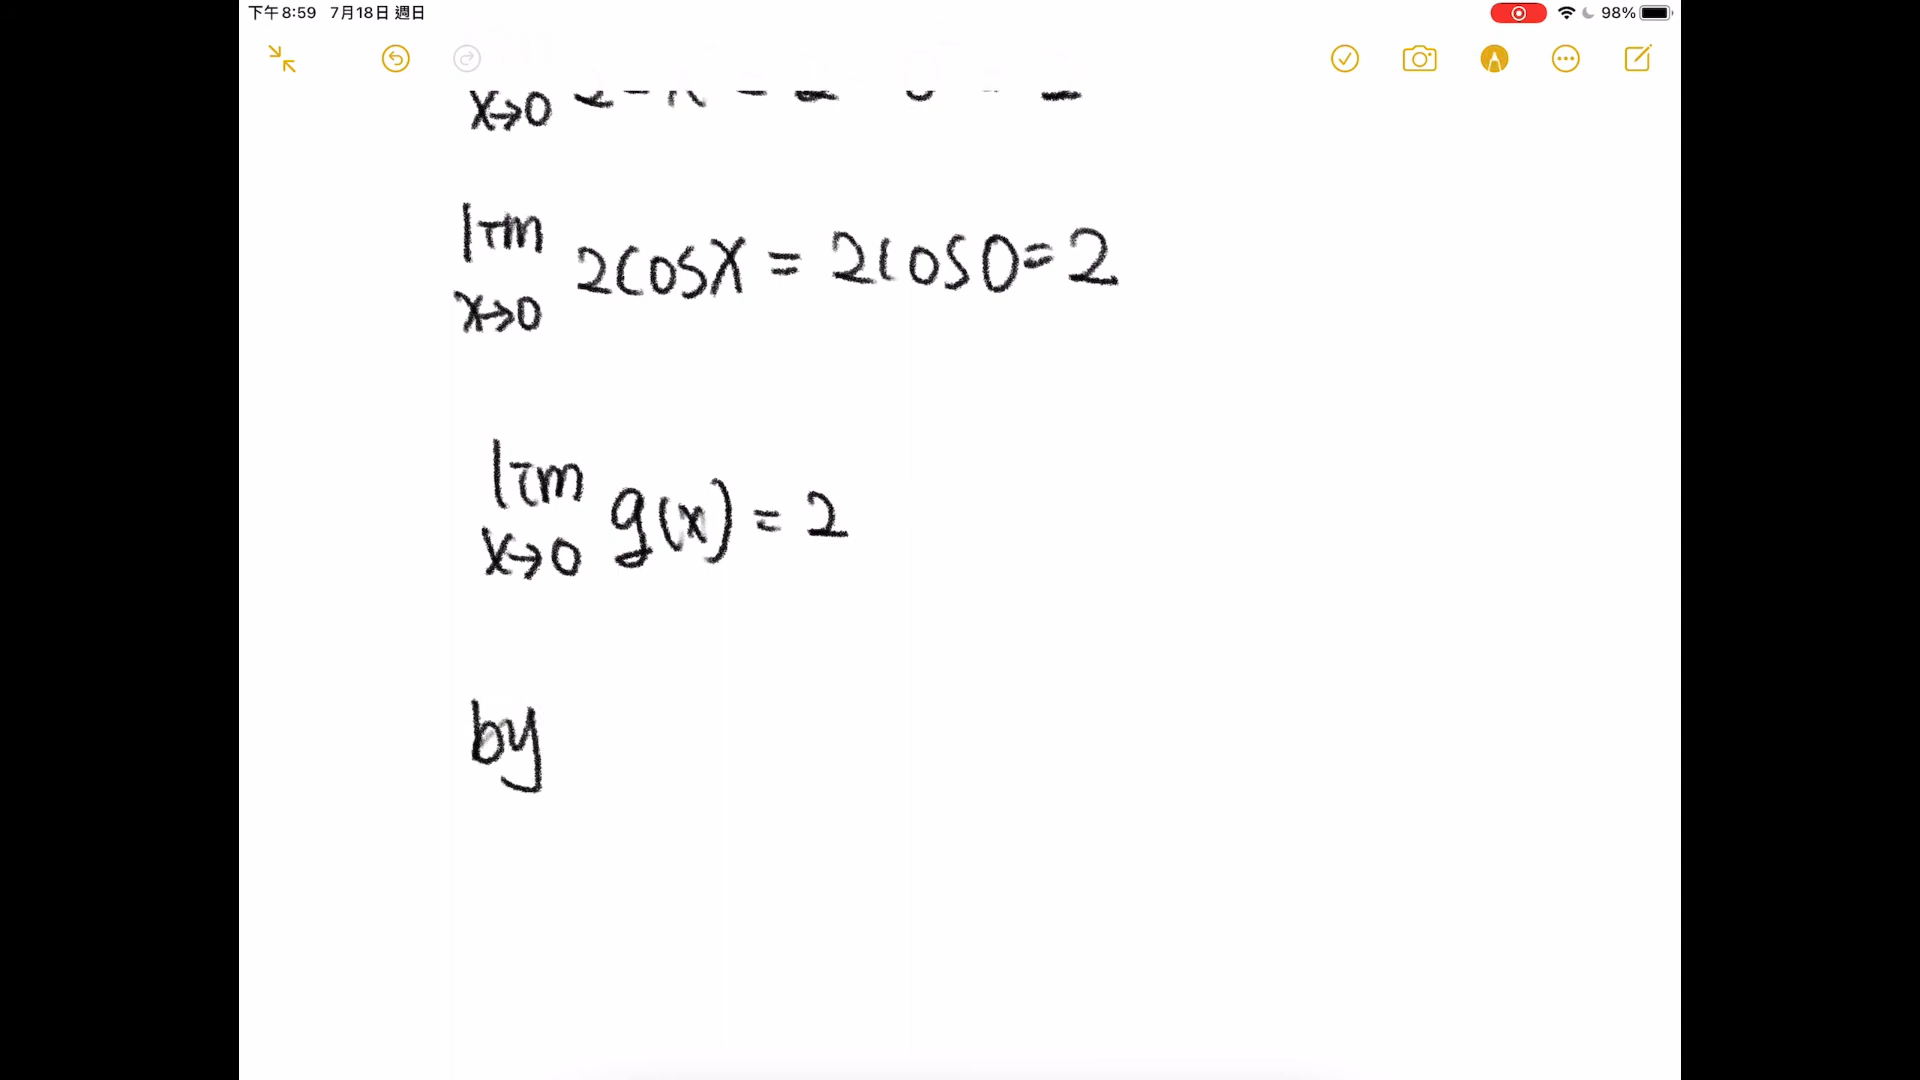 下午8:59 7月18日 週日 98%
x→0
lim 2cosx = 2cos0 = 2
x→0
lim g(x) = 2
x→0
by